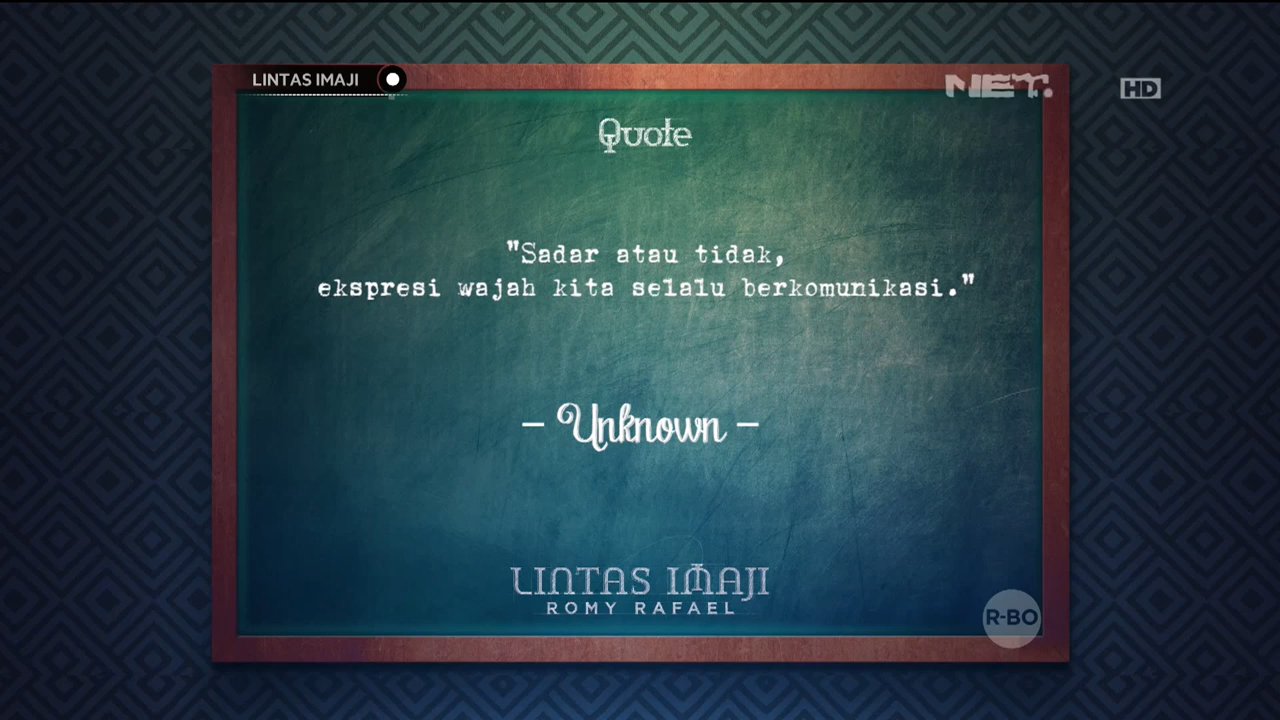 LINTAS IMAJI
NET.
HD
Quote
"Sadar atau tidak,
ekspresi wajah kita selalu berkomunikasi."
– Unknown –
LINTAS IMAJI
ROMY RAFAEL
R-BO